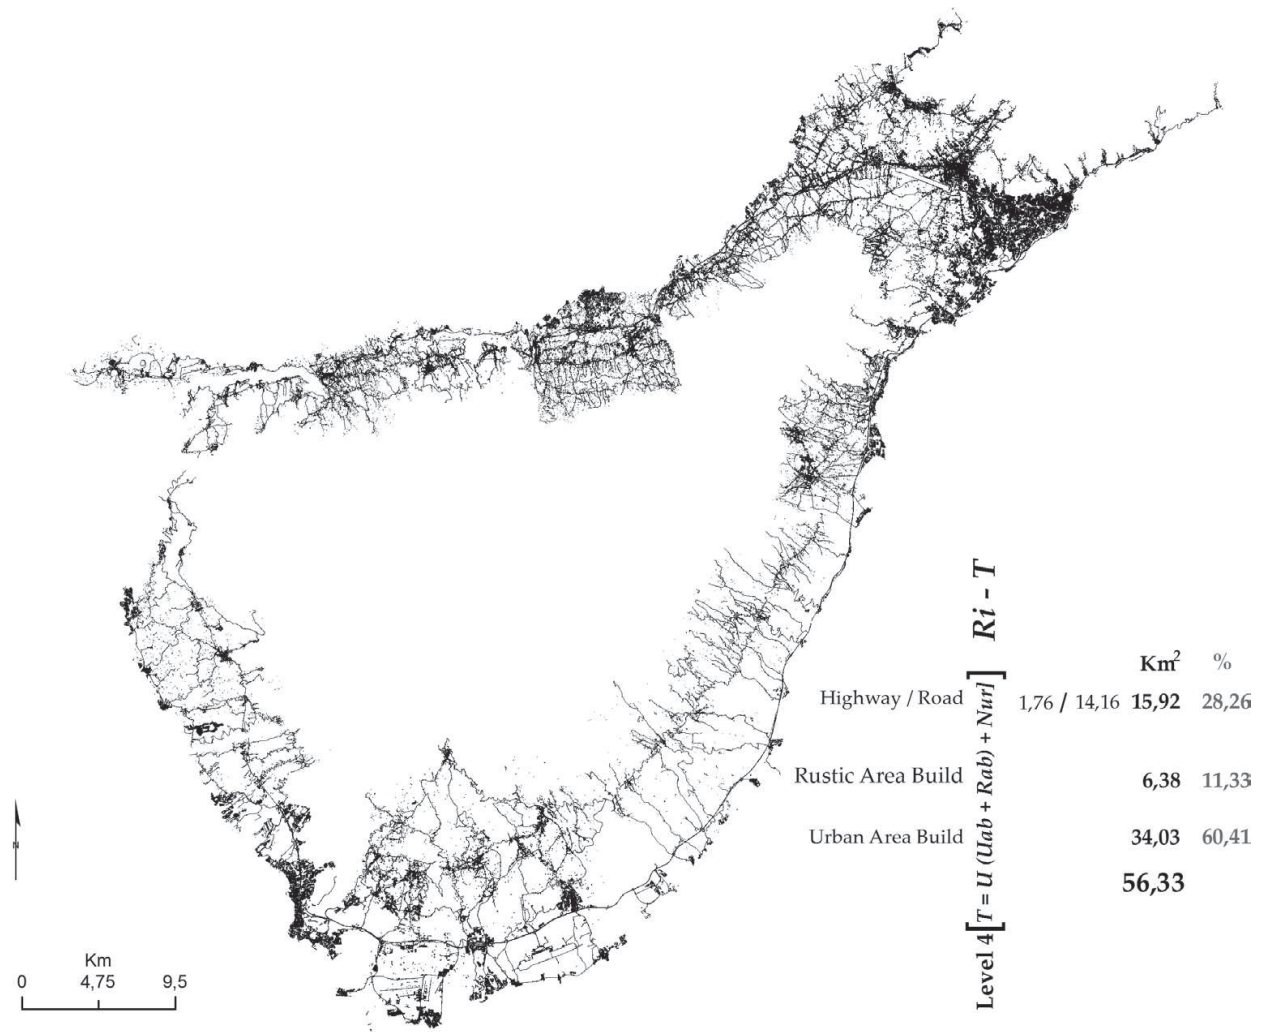 Ri - T
Level 4 [T = U (Uab + Rab) + Nur]
Km² %
Highway / Road 1,76 / 14,16 15,92 28,26
Rustic Area Build 6,38 11,33
Urban Area Build 34,03 60,41
56,33
N
Km
0 4,75 9,5